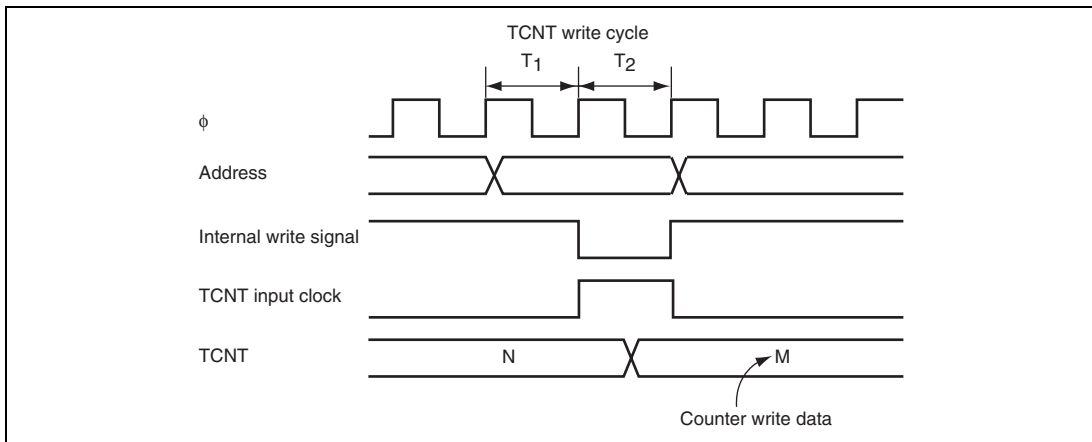 TCNT write cycle
T1 T2
ϕ
Address
Internal write signal
TCNT input clock
TCNT N M
Counter write data